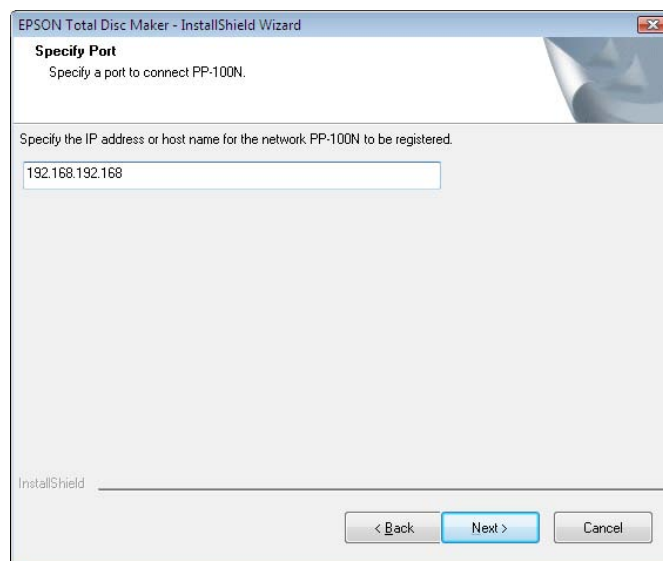 EPSON Total Disc Maker - InstallShield Wizard
Specify Port
Specify a port to connect PP-100N.
Specify the IP address or host name for the network PP-100N to be registered.
192.168.192.168
InstallShield
< Back
Next >
Cancel